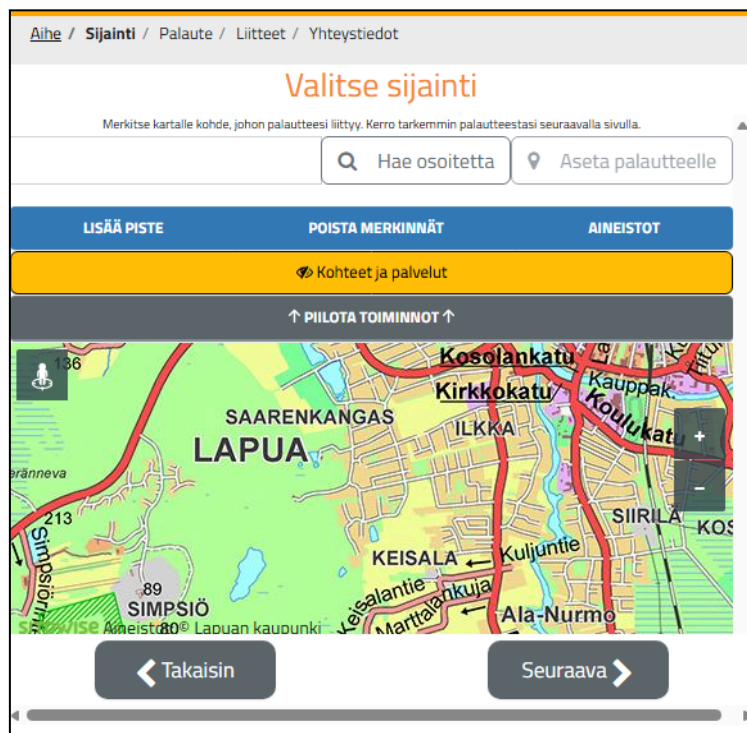 Aihe / Sijainti / Palaute / Liitteet / Yhteystiedot
Valitse sijainti
Merkitse kartalle kohde, johon palautteesi liittyy. Kerro tarkemmin palautteestasi seuraavalla sivulla.
Hae osoitetta
Aseta palautteelle
LISÄÄ PISTE POISTA MERKINNÄT AINEISTOT
Kohteet ja palvelut
↑ PIILOTA TOIMINNOT ↑
136
Kosolankatu
Kauppak.
Kirkkokatu
Koulukatu
SAARENKANGAS
ILKKA
LAPUA
+
-
213
SIIRILÄ
KEISALA
Kuljuntie
89
SIMPSIÖ
Keisalantie
Marttalankuja
Ala-Nurmo
80
Aineistot © Lapuan kaupunki
Takaisin
Seuraava